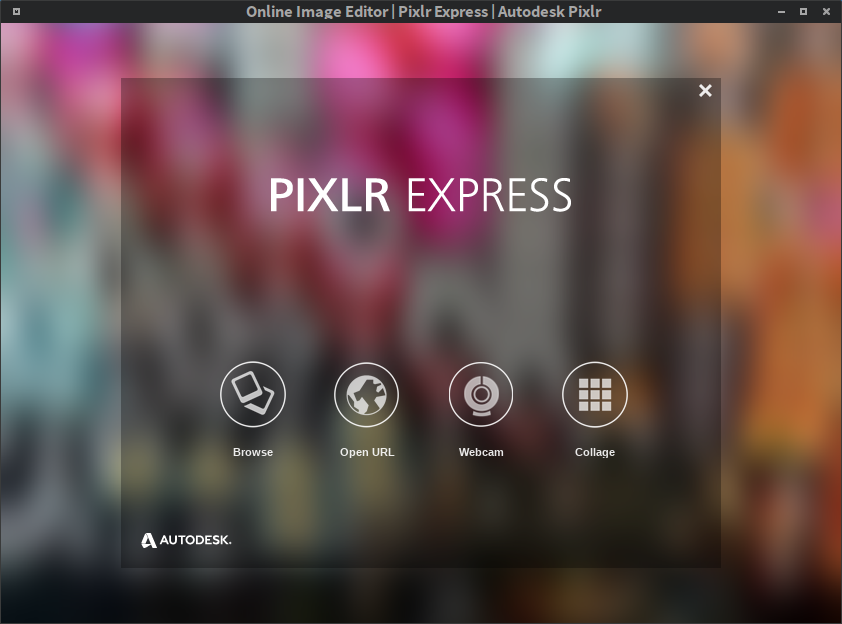 Online Image Editor | Pixlr Express | Autodesk Pixlr
PIXLR EXPRESS
Browse Open URL Webcam Collage
AUTODESK.